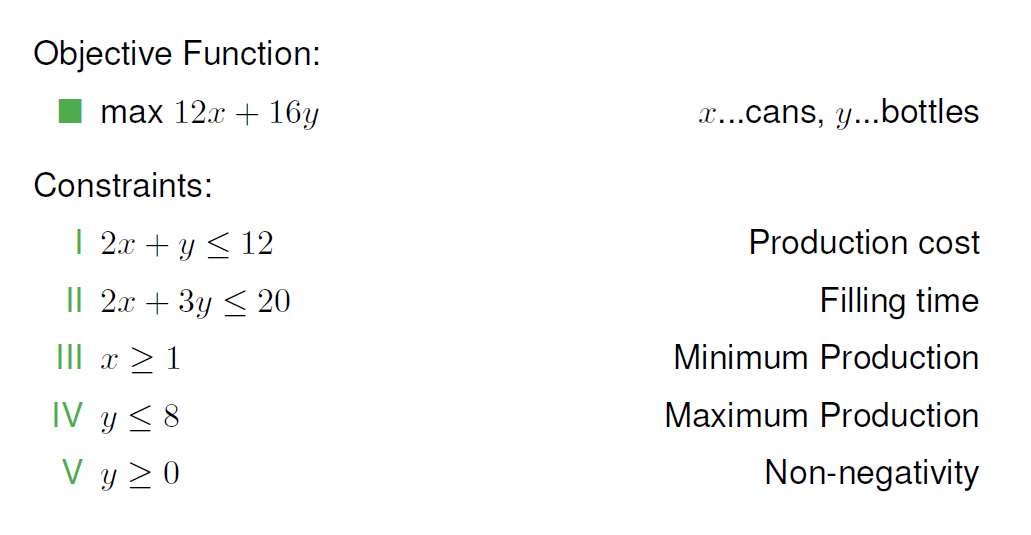 Objective Function:
■ max 12x + 16y x...cans, y...bottles
Constraints:
I 2x + y ≤ 12 Production cost
II 2x + 3y ≤ 20 Filling time
III x ≥ 1 Minimum Production
IV y ≤ 8 Maximum Production
V y ≥ 0 Non-negativity